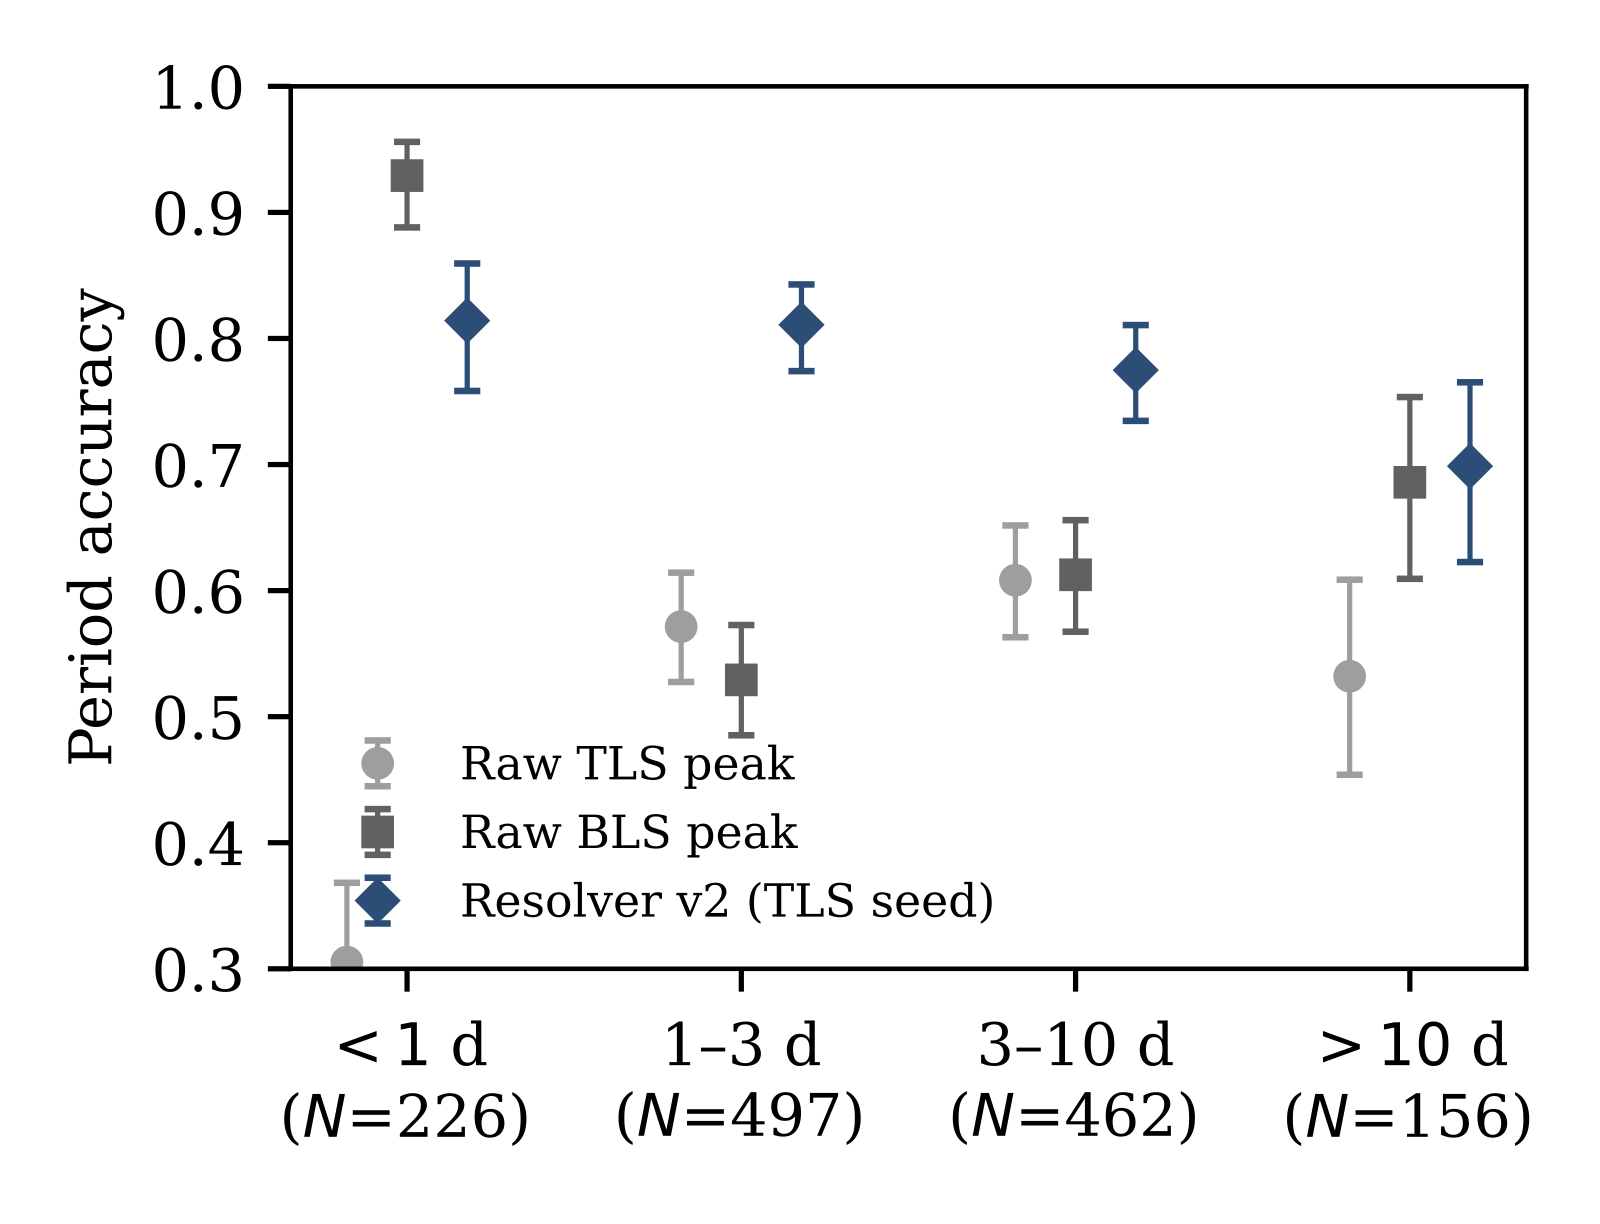 1.0
0.9
0.8
0.7
0.6
0.5
0.4
0.3
Period accuracy
Raw TLS peak
Raw BLS peak
Resolver v2 (TLS seed)
< 1 d
(N=226)
1–3 d
(N=497)
3–10 d
(N=462)
> 10 d
(N=156)